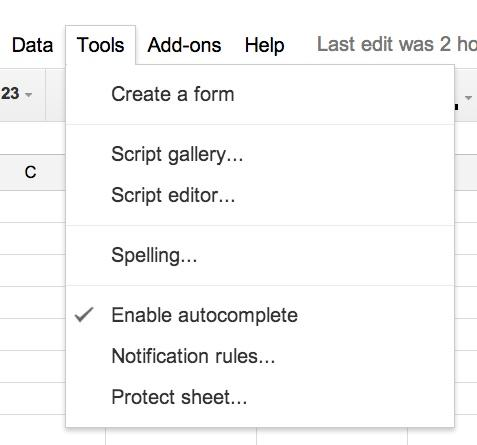 Data Tools Add-ons Help Last edit was 2 ho
23
Create a form
Script gallery...
C
Script editor...
Spelling...
Enable autocomplete
Notification rules...
Protect sheet...